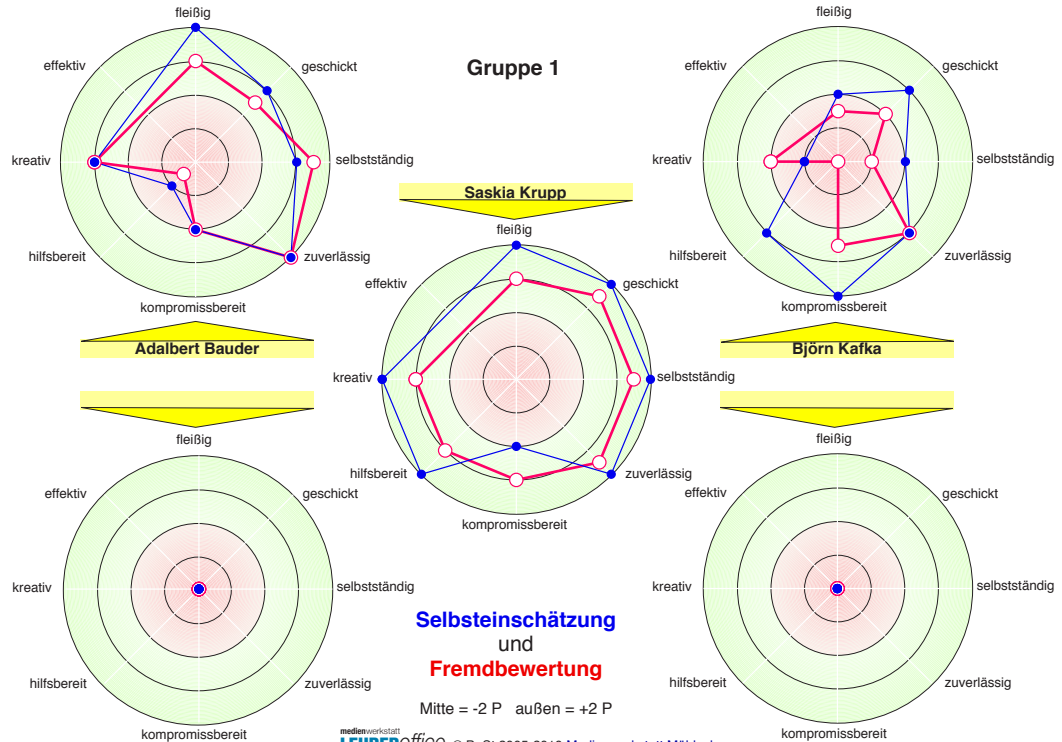 Gruppe 1
fleißig
geschickt
selbstständig
zuverlässig
kompromissbereit
hilfsbereit
kreativ
effektiv
Adalbert Bauder
fleißig
geschickt
selbstständig
zuverlässig
kompromissbereit
hilfsbereit
kreativ
effektiv
Björn Kafka
Saskia Krupp
fleißig
geschickt
selbstständig
zuverlässig
kompromissbereit
hilfsbereit
kreativ
effektiv
fleißig
geschickt
selbstständig
zuverlässig
kompromissbereit
hilfsbereit
kreativ
effektiv
fleißig
geschickt
selbstständig
zuverlässig
kompromissbereit
hilfsbereit
kreativ
effektiv
Selbsteinschätzung
und
Fremdbewertung
Mitte = -2 P außen = +2 P
medienwerkstatt